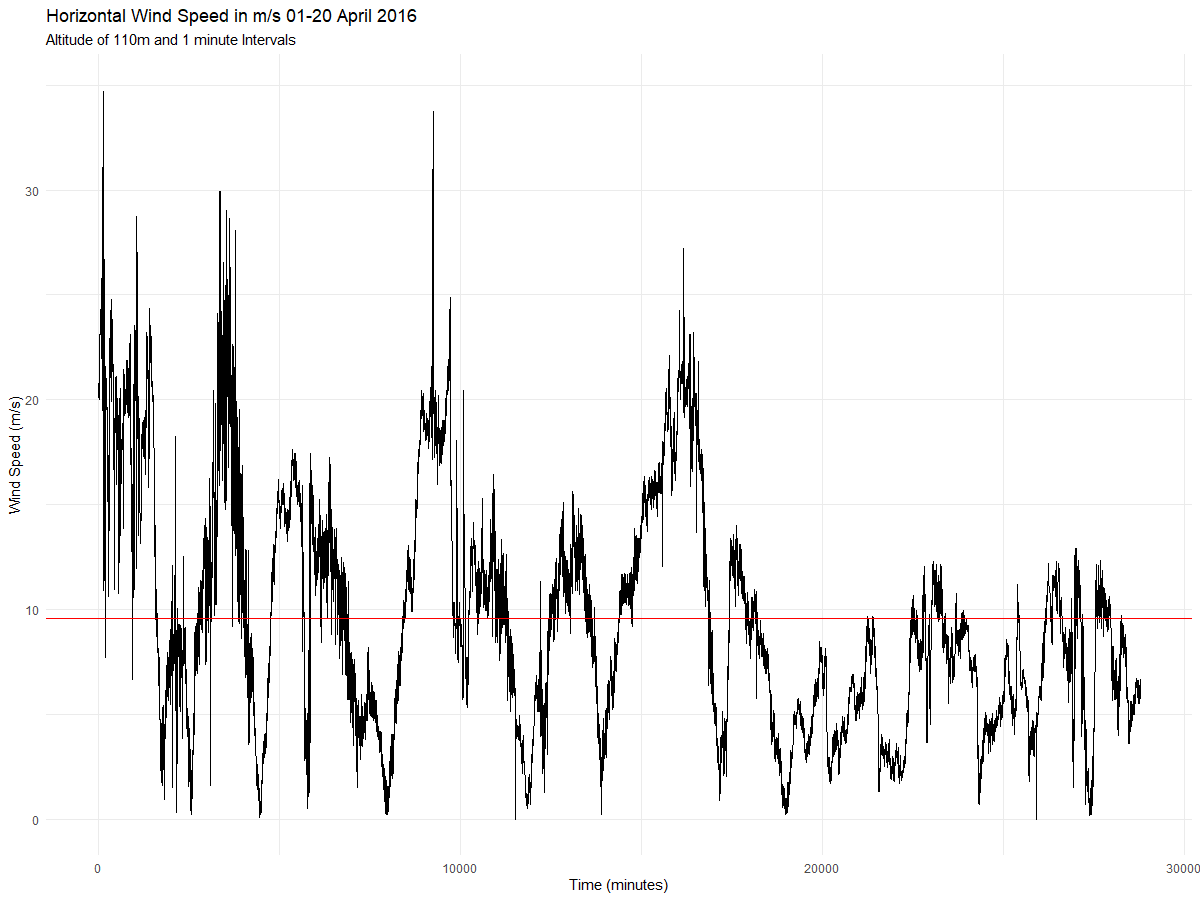 Horizontal Wind Speed in m/s 01-20 April 2016
Altitude of 110m and 1 minute Intervals
Wind Speed (m/s)
30
20
10
0
0
10000
20000
30000
Time (minutes)